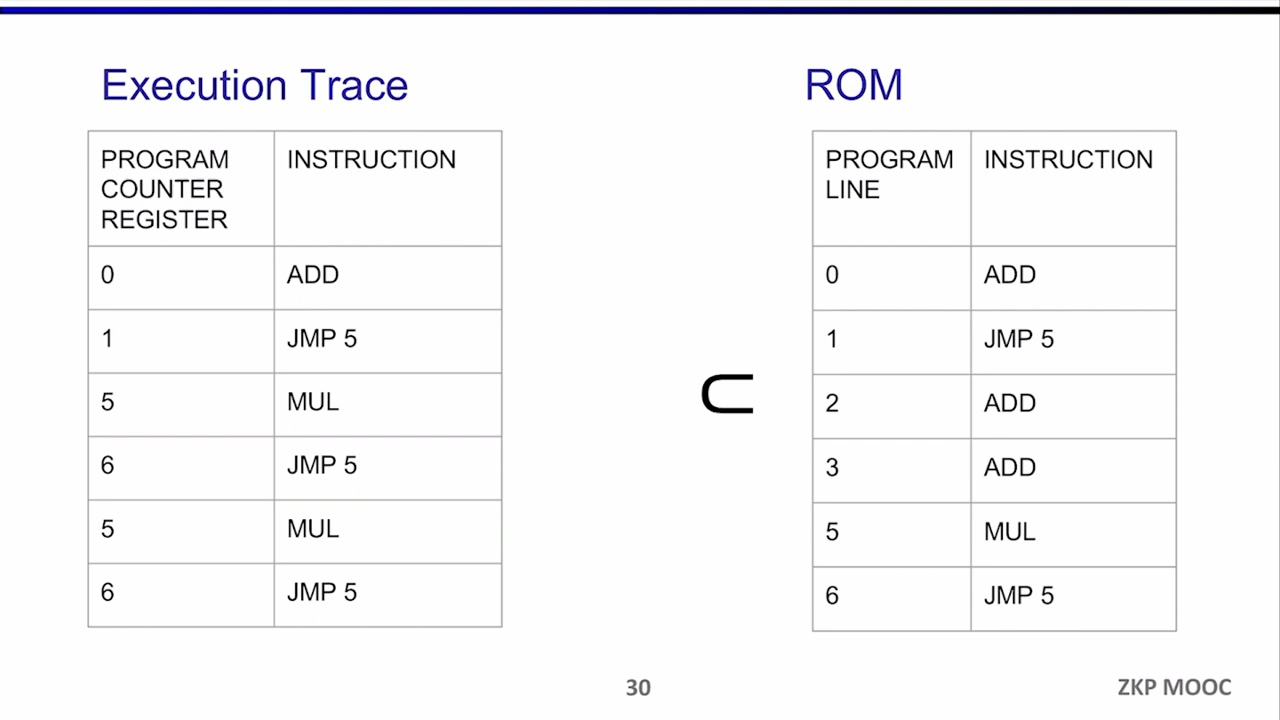 Execution Trace
PROGRAM COUNTER REGISTER INSTRUCTION
0 ADD
1 JMP 5
5 MUL
6 JMP 5
5 MUL
6 JMP 5
⊂
ROM
PROGRAM LINE INSTRUCTION
0 ADD
1 JMP 5
2 ADD
3 ADD
5 MUL
6 JMP 5
30
ZKP MOOC